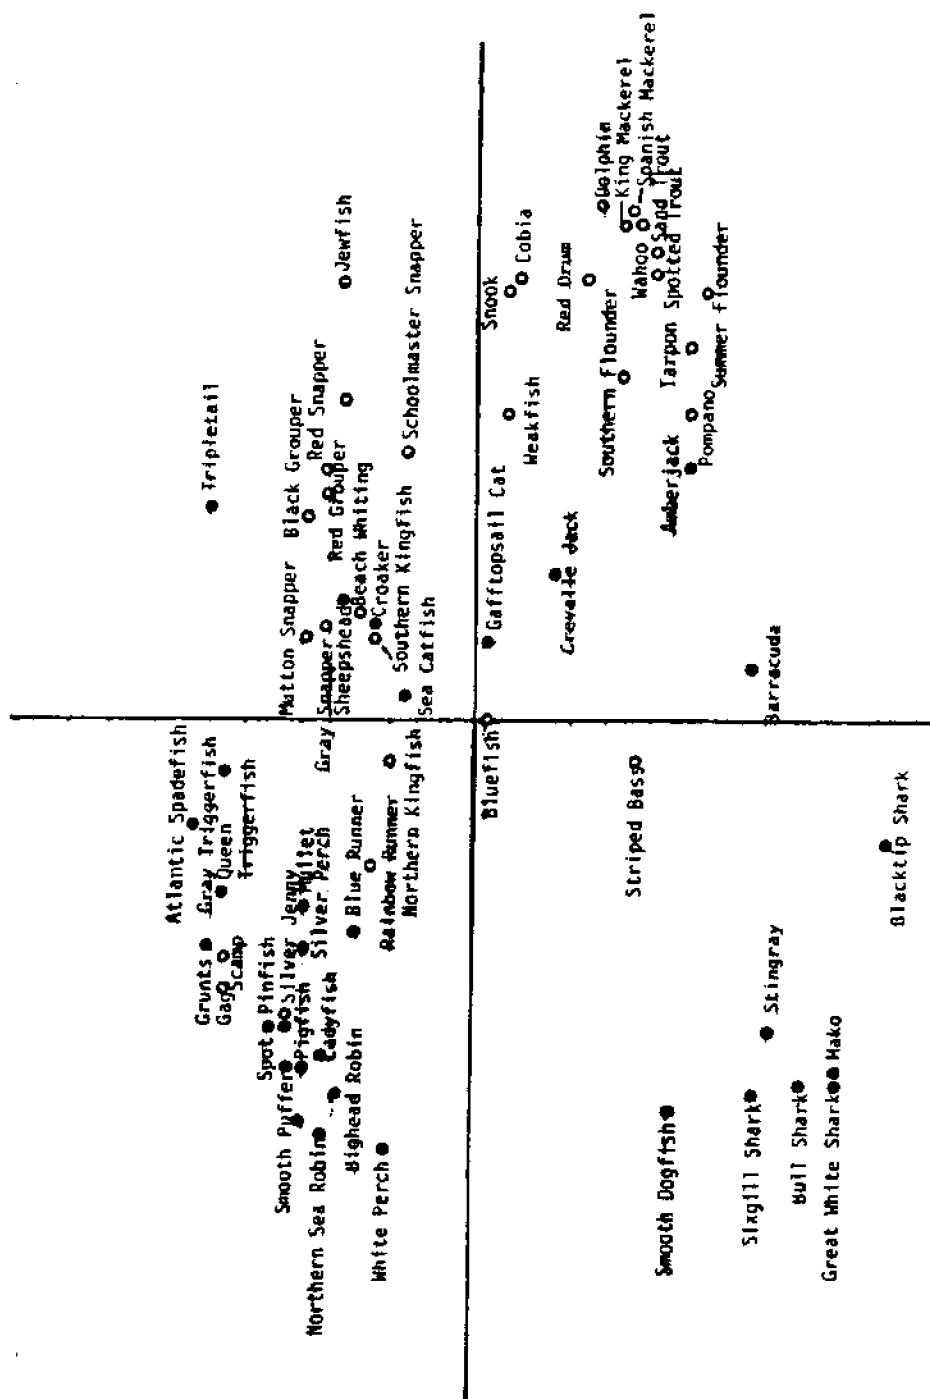 Atlantic Spadefish
Gray Triggerfish
Queen
Triggerfish
Grunts
Gag
Scamp
Pinfish
Spot
Silver Jenny
Mullet
Pigfish
Silver Perch
Ladyfish
Smooth Puffer
Northern Sea Robin
Bighead Robin
White Perch
Blue Runner
Rainbow Runner
Northern Kingfish
Tripletail
Mutton Snapper
Black Grouper
Red Snapper
Jewfish
Red Grouper
Gray Snapper
Sheepshead
Beach Whiting
Croaker
Southern Kingfish
Schoolmaster Snapper
Sea Catfish
Bluefish
Gafftopsail Cat
Snook
Cobia
Weakfish
Red Drum
Crevalle Jack
Southern Flounder
Dolphin
King Mackerel
Spanish Mackerel
Wahoo
Sand Trout
Spotted Trout
Tarpon
Summer Flounder
Pompano
Amberjack
Barracuda
Striped Bass
Blacktip Shark
Stingray
Smooth Dogfish
Sixgill Shark
Bull Shark
Great White Shark
Mako